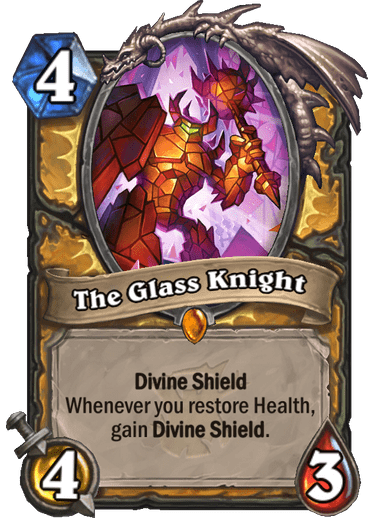 4
The Glass Knight
Divine Shield
Whenever you restore Health,
gain Divine Shield.
4
3